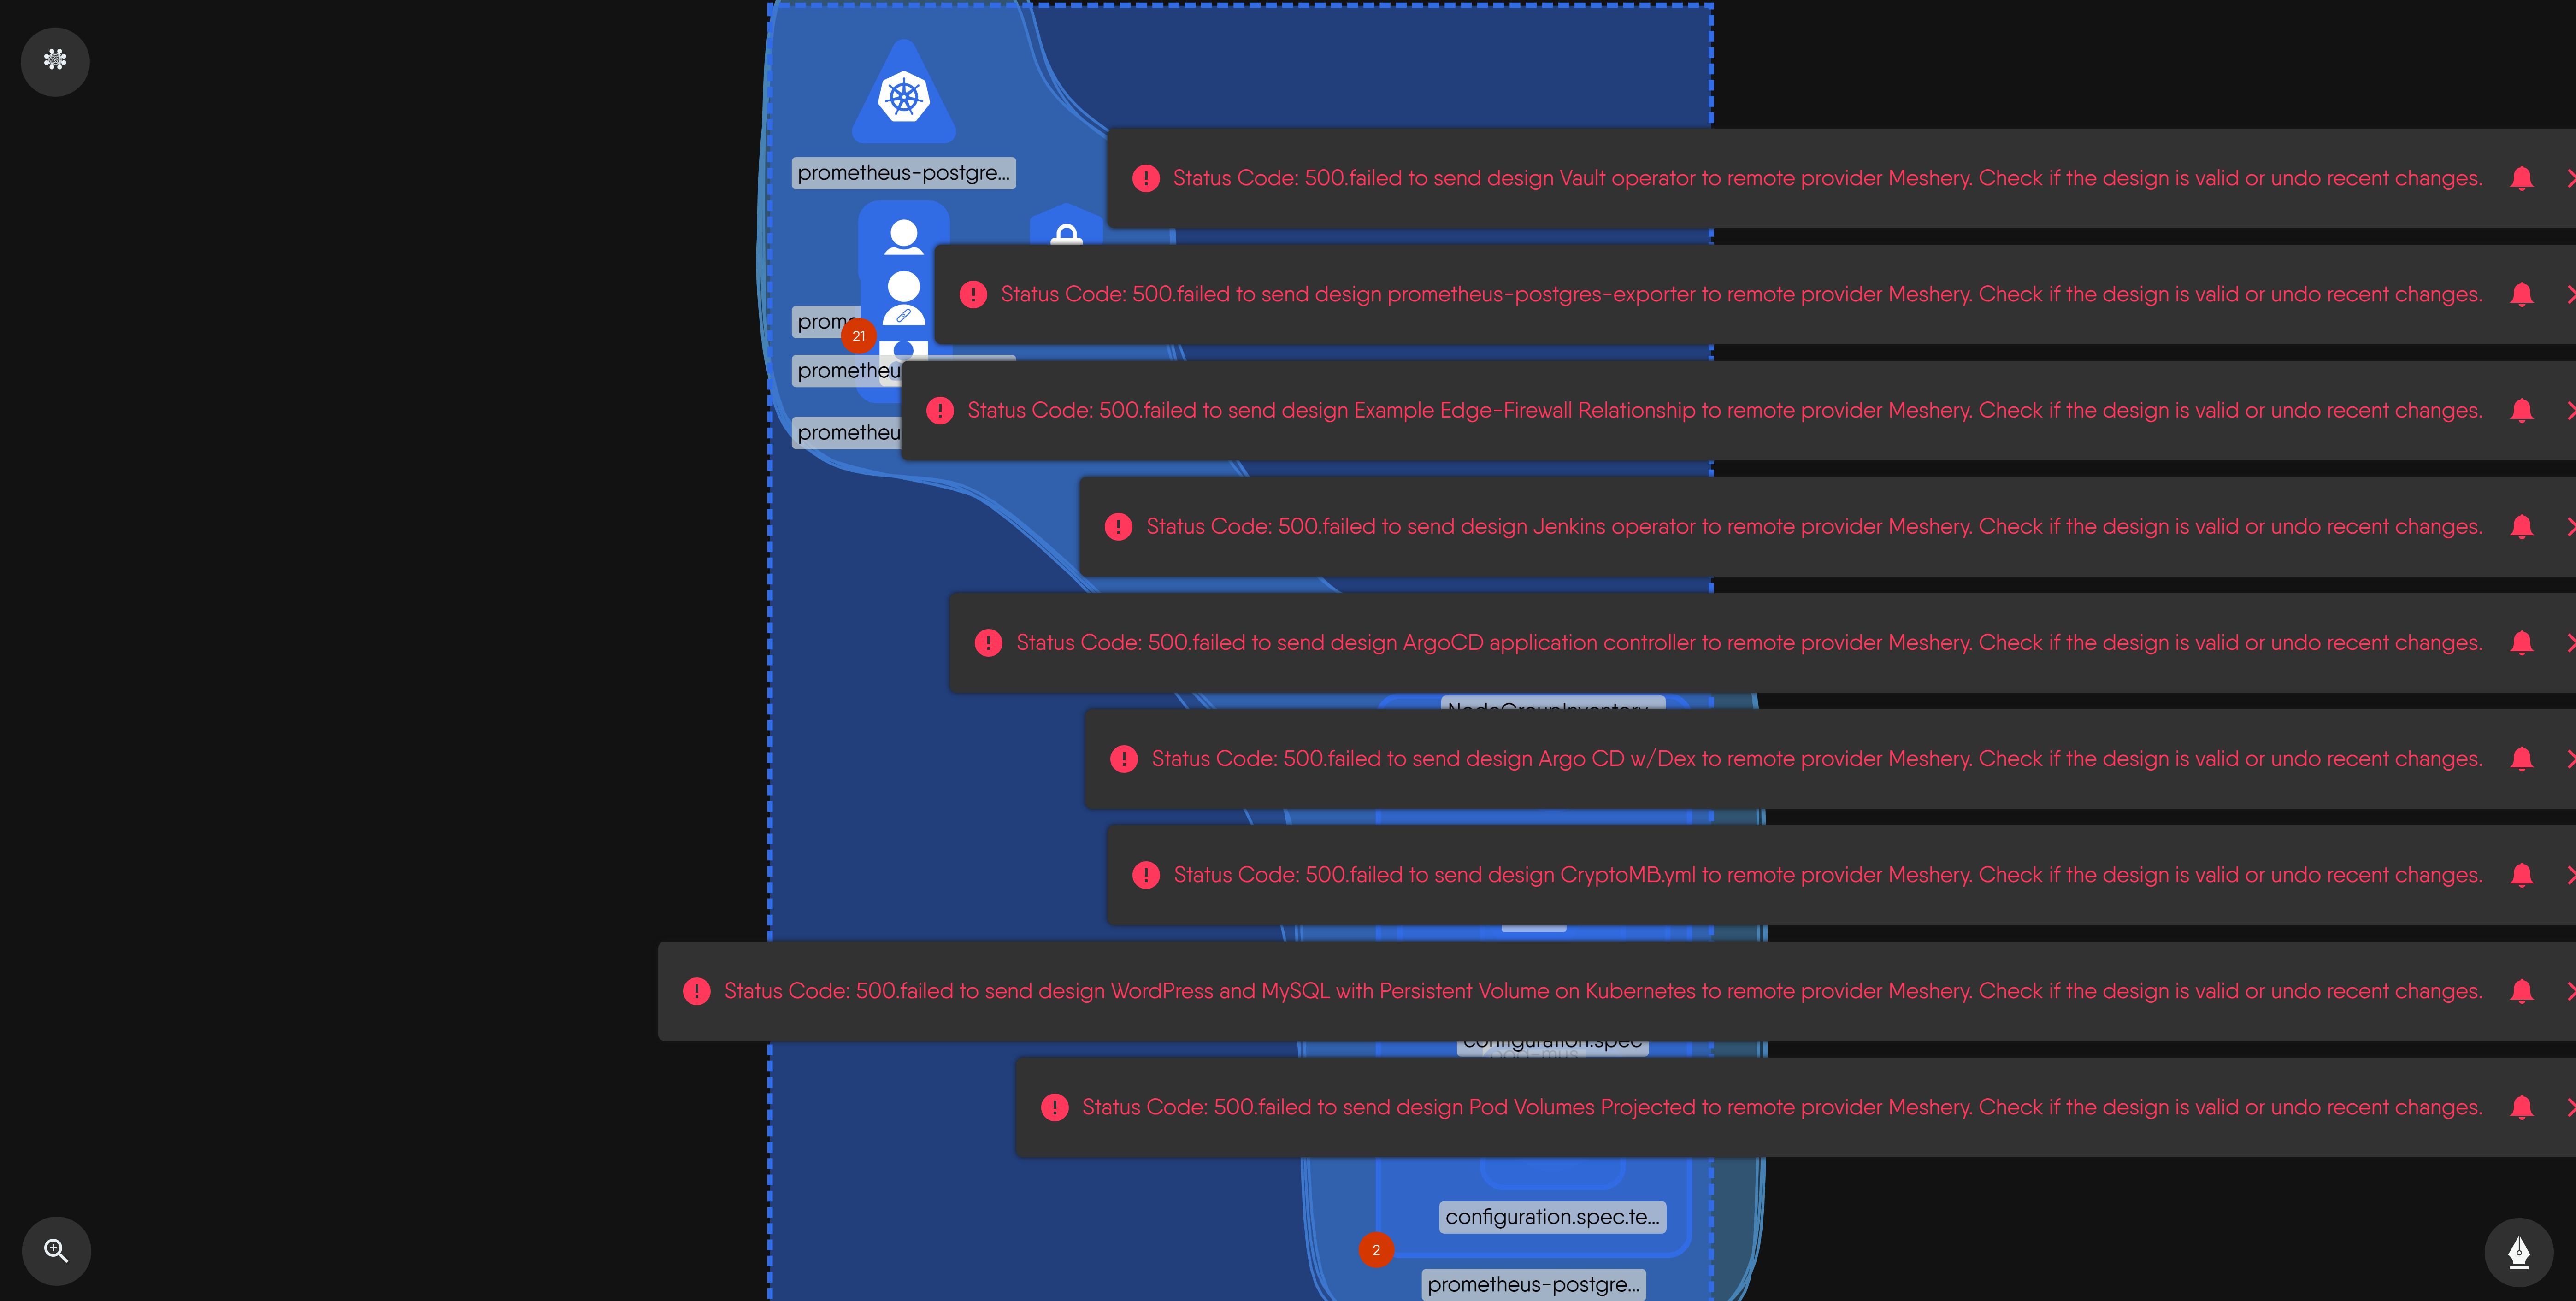 prometheus-postgre...
Status Code: 500.failed to send design Vault operator to remote provider Meshery. Check if the design is valid or undo recent changes.
Status Code: 500.failed to send design prometheus-postgres-exporter to remote provider Meshery. Check if the design is valid or undo recent changes.
prome
21
prometheu
Status Code: 500.failed to send design Example Edge-Firewall Relationship to remote provider Meshery. Check if the design is valid or undo recent changes.
prometheu
Status Code: 500.failed to send design Jenkins operator to remote provider Meshery. Check if the design is valid or undo recent changes.
Status Code: 500.failed to send design ArgoCD application controller to remote provider Meshery. Check if the design is valid or undo recent changes.
Status Code: 500.failed to send design Argo CD w/Dex to remote provider Meshery. Check if the design is valid or undo recent changes.
Status Code: 500.failed to send design CryptoMB.yml to remote provider Meshery. Check if the design is valid or undo recent changes.
Status Code: 500.failed to send design WordPress and MySQL with Persistent Volume on Kubernetes to remote provider Meshery. Check if the design is valid or undo recent changes.
configuration.spec
Status Code: 500.failed to send design Pod Volumes Projected to remote provider Meshery. Check if the design is valid or undo recent changes.
configuration.spec.te...
2
prometheus-postgre...